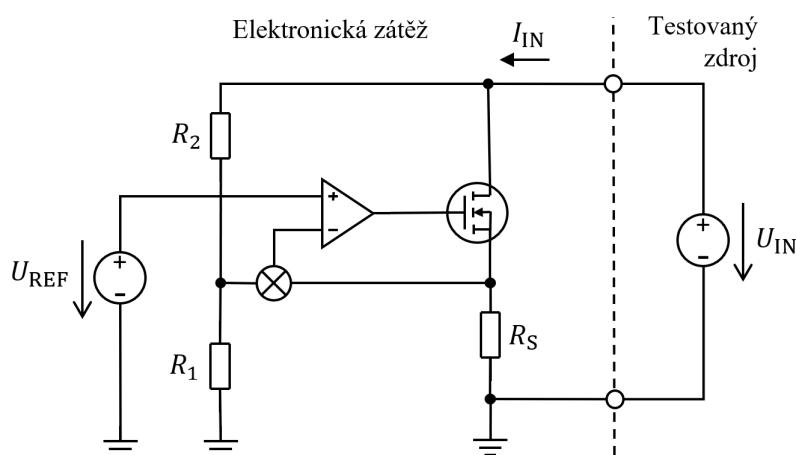 Elektronická zátěž
I_IN
Testovaný
zdroj
R_2
+
−
U_REF
+
-
+
-
U_IN
R_1
R_S